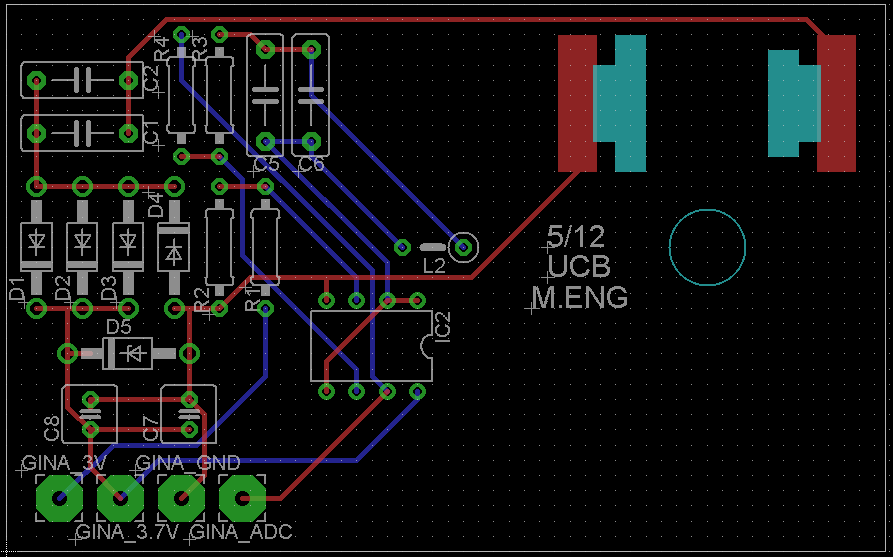 R4
R3
C2
C1
C5
C6
D4
5/12
UCB
M.ENG
L2
D1
D2
D3
R2
R1
IC2
D5
C8
C7
GINA_3V
GINA_GND
GINA_3.7V
GINA_ADC